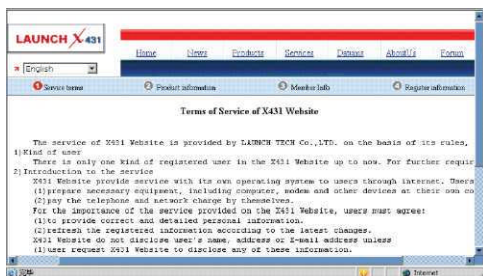 LAUNCH X431
Home News Products Services Datums AboutUs Forum
English
1 Service terms 2 Product information 3 Member Info 4 Register information
Terms of Service of X431 Website
The service of X431 Website is provided by LAUNCH TECH Co.,LTD. on the basis of its rules,
1)Kind of user
There is only one kind of registered user in the X431 Website up to now. For further requir
2)Introduction to the service
X431 Website provide service with its own operating system to users through internet. Users
(1)prepare necessary equipment, including computer, modem and other devices at their own co
(2)pay the telephone and network charge by themselves.
For the importance of the service provided on the X431 Website, users must agree:
(1)to provide correct and detailed personal information.
(2)refresh the registered information according to the latest changes.
X431 Website do not disclose user's name, address or E-mail address unless
(1)user request X431 Website to disclose any of these information.
完毕 Internet